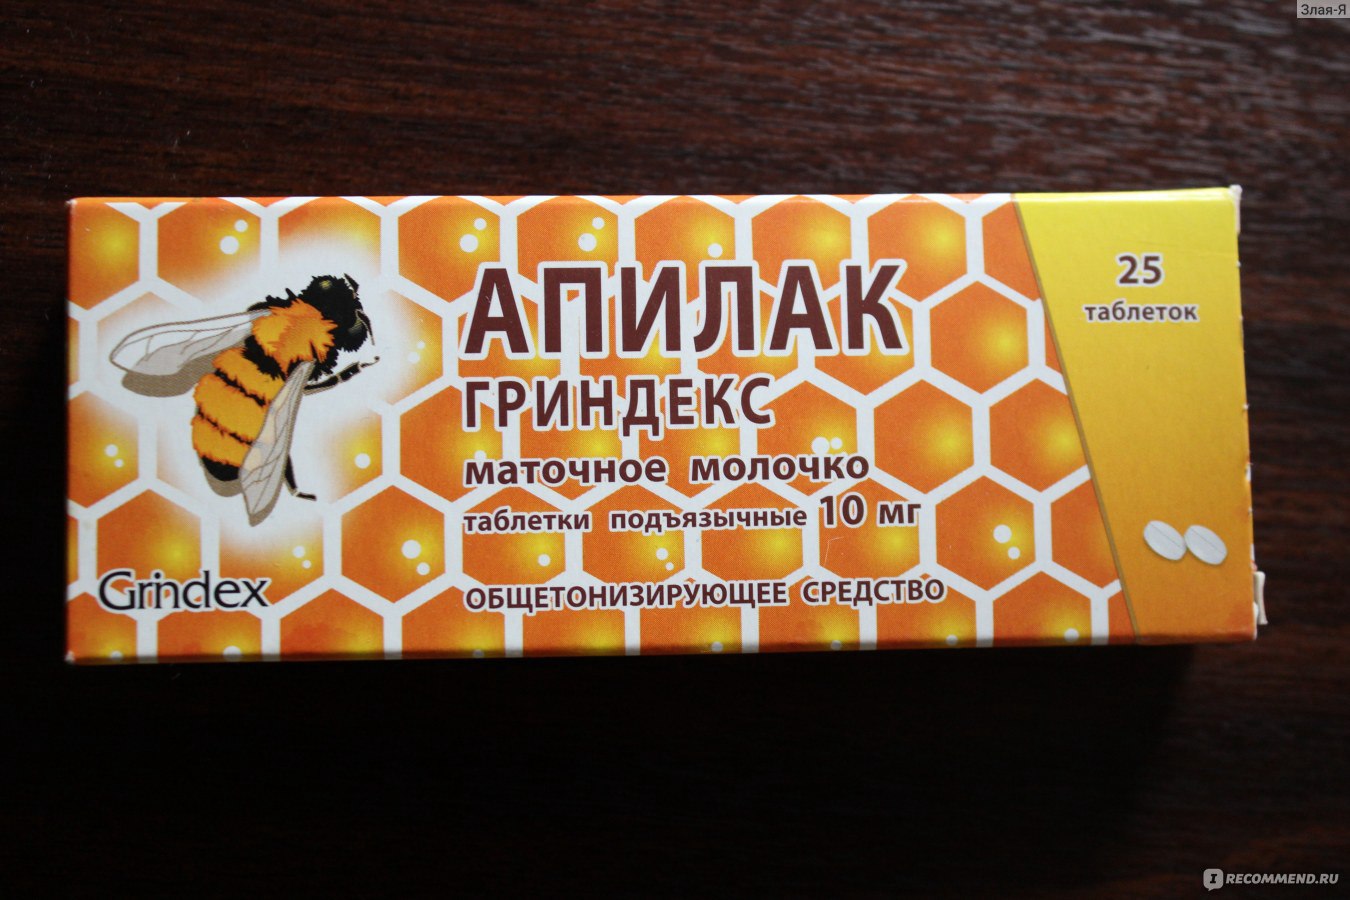 Злая-Я
АПИЛАК
ГРИНДЕКС
маточное молочко
таблетки подъязычные 10 мг
ОБЩЕТОНИЗИРУЮЩЕЕ СРЕДСТВО
Grindex
25
таблеток
I RECOMMEND.RU